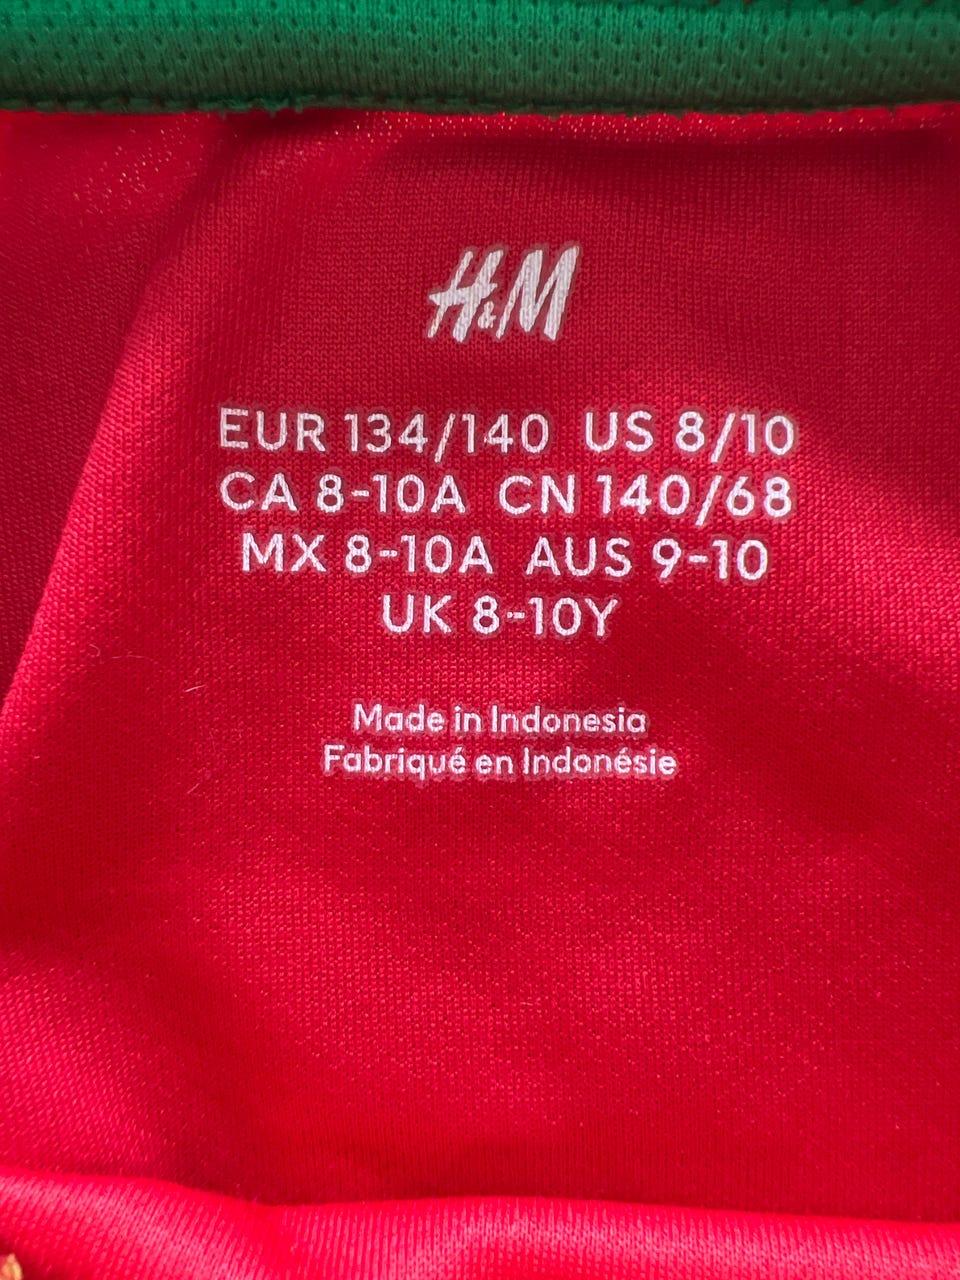 H&M
EUR 134/140 US 8/10
CA 8-10A CN 140/68
MX 8-10A AUS 9-10
UK 8-10Y
Made in Indonesia
Fabriqué en Indonésie